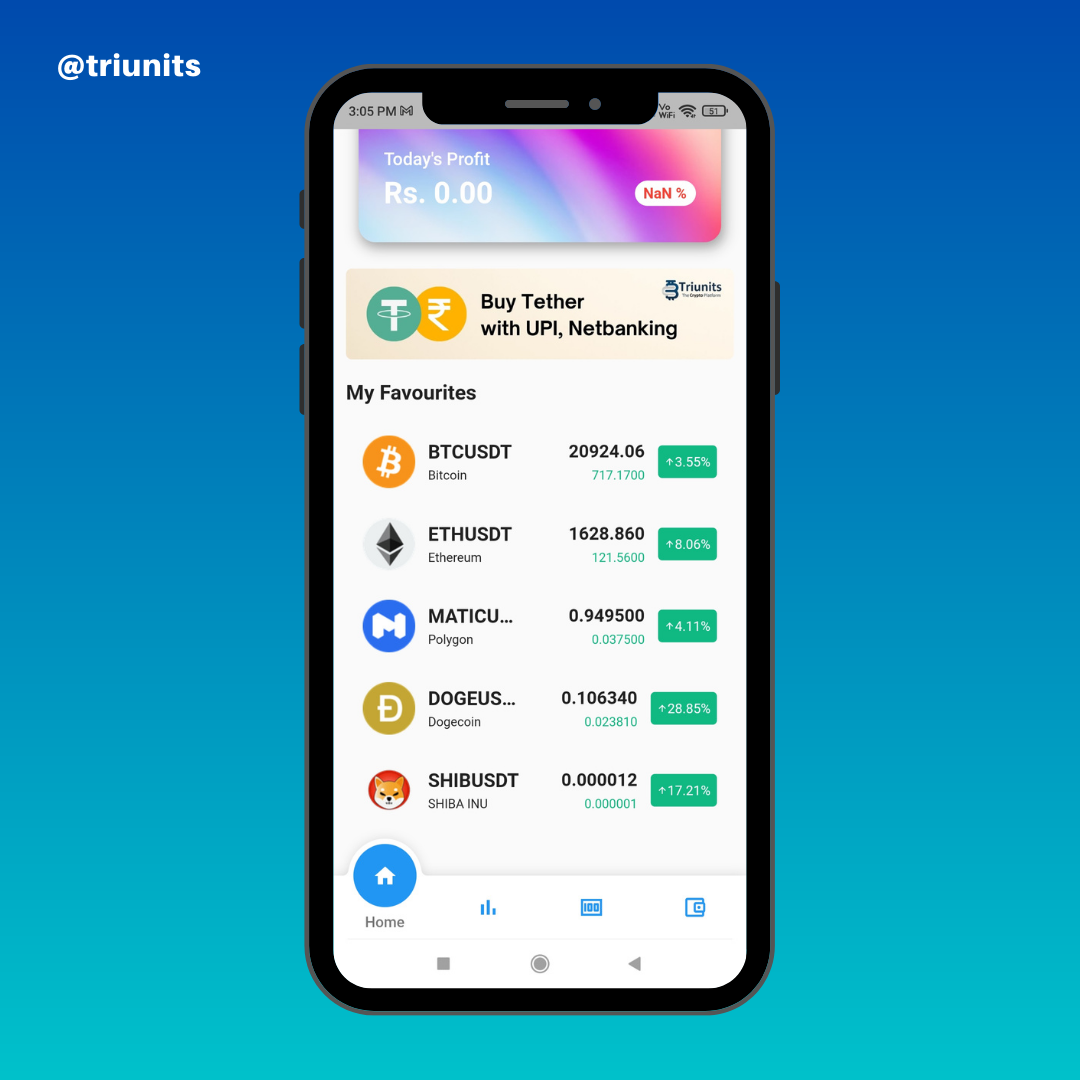 @triunits
3:05 PM
Vo
WiFi
51
Today's Profit
Rs. 0.00
NaN %
Triunits
The Crypto Platform
Buy Tether
with UPI, Netbanking
My Favourites
BTCUSDT 20924.06
↑3.55%
Bitcoin 717.1700
ETHUSDT 1628.860
↑8.06%
Ethereum 121.5600
MATICU... 0.949500
↑4.11%
Polygon 0.037500
DOGEUS... 0.106340
↑28.85%
Dogecoin 0.023810
SHIBUSDT 0.000012
↑17.21%
SHIBA INU 0.000001
100
Home